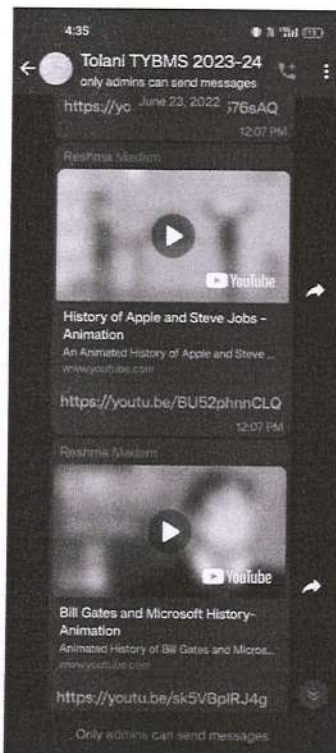 4:35
Tolani TYBMS 2023-24
only admins can send messages
https://yo
June 23, 2022
576sAQ
12:07 PM
Reshma Madam
YouTube
History of Apple and Steve Jobs -
Animation
An Animated History of Apple and Steve ...
www.youtube.com
https://youtu.be/BU52phnnCLQ
12:07 PM
Reshma Madam
YouTube
Bill Gates and Microsoft History-
Animation
Animated History of Bill Gates and Micros...
www.youtube.com
https://youtu.be/sk5VBpIRJ4g
Only admins can send messages